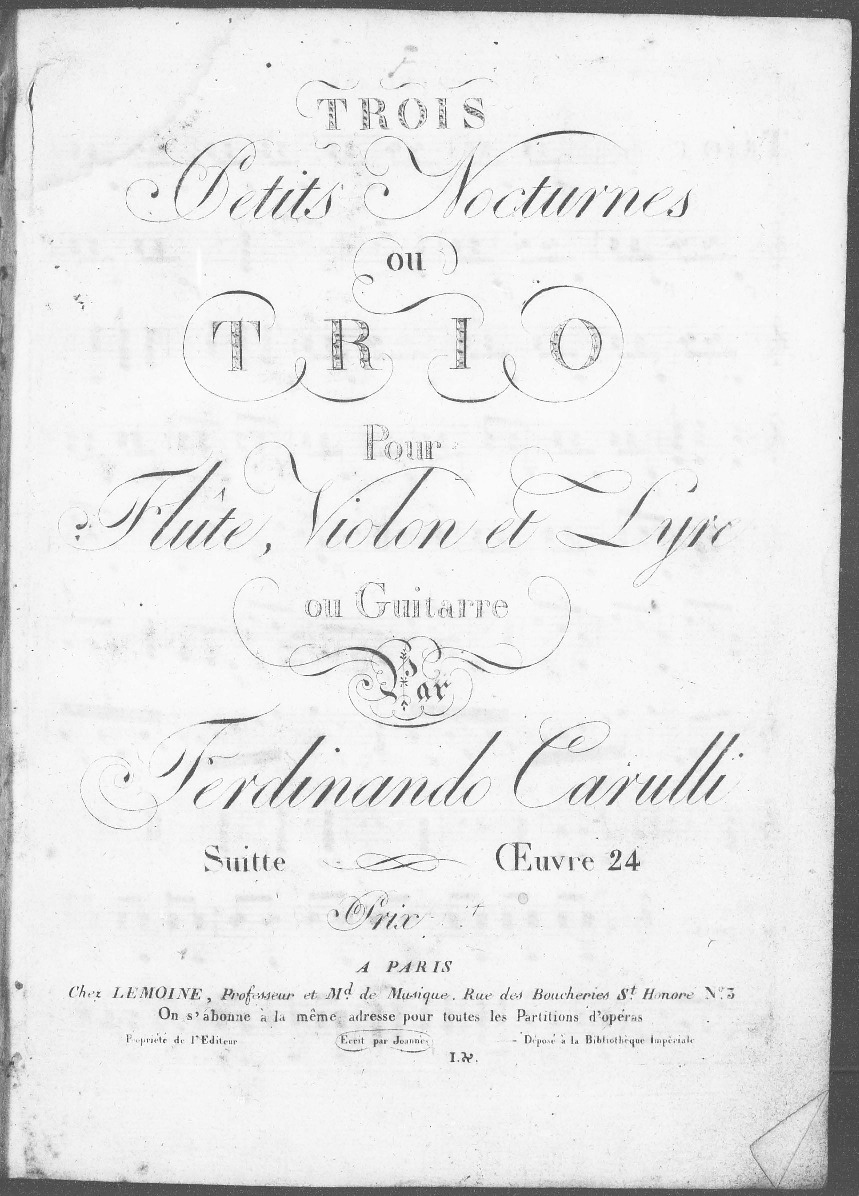 TROIS
Petits Nocturnes
ou
TRIO
Pour
Flûte, Violon et Lyre
ou Guitarre
Par
Ferdinando Carulli
Suitte Œuvre 24
Prix
A PARIS
Chez LEMOINE, Professeur et Md. de Musique. Rue des Boucheries St. Honoré No. 3
On s'abonne à la même adresse pour toutes les Partitions d'opéras
Propriété de l'Editeur Ecrit par Joannès Déposé à la Bibliothèque Impériale